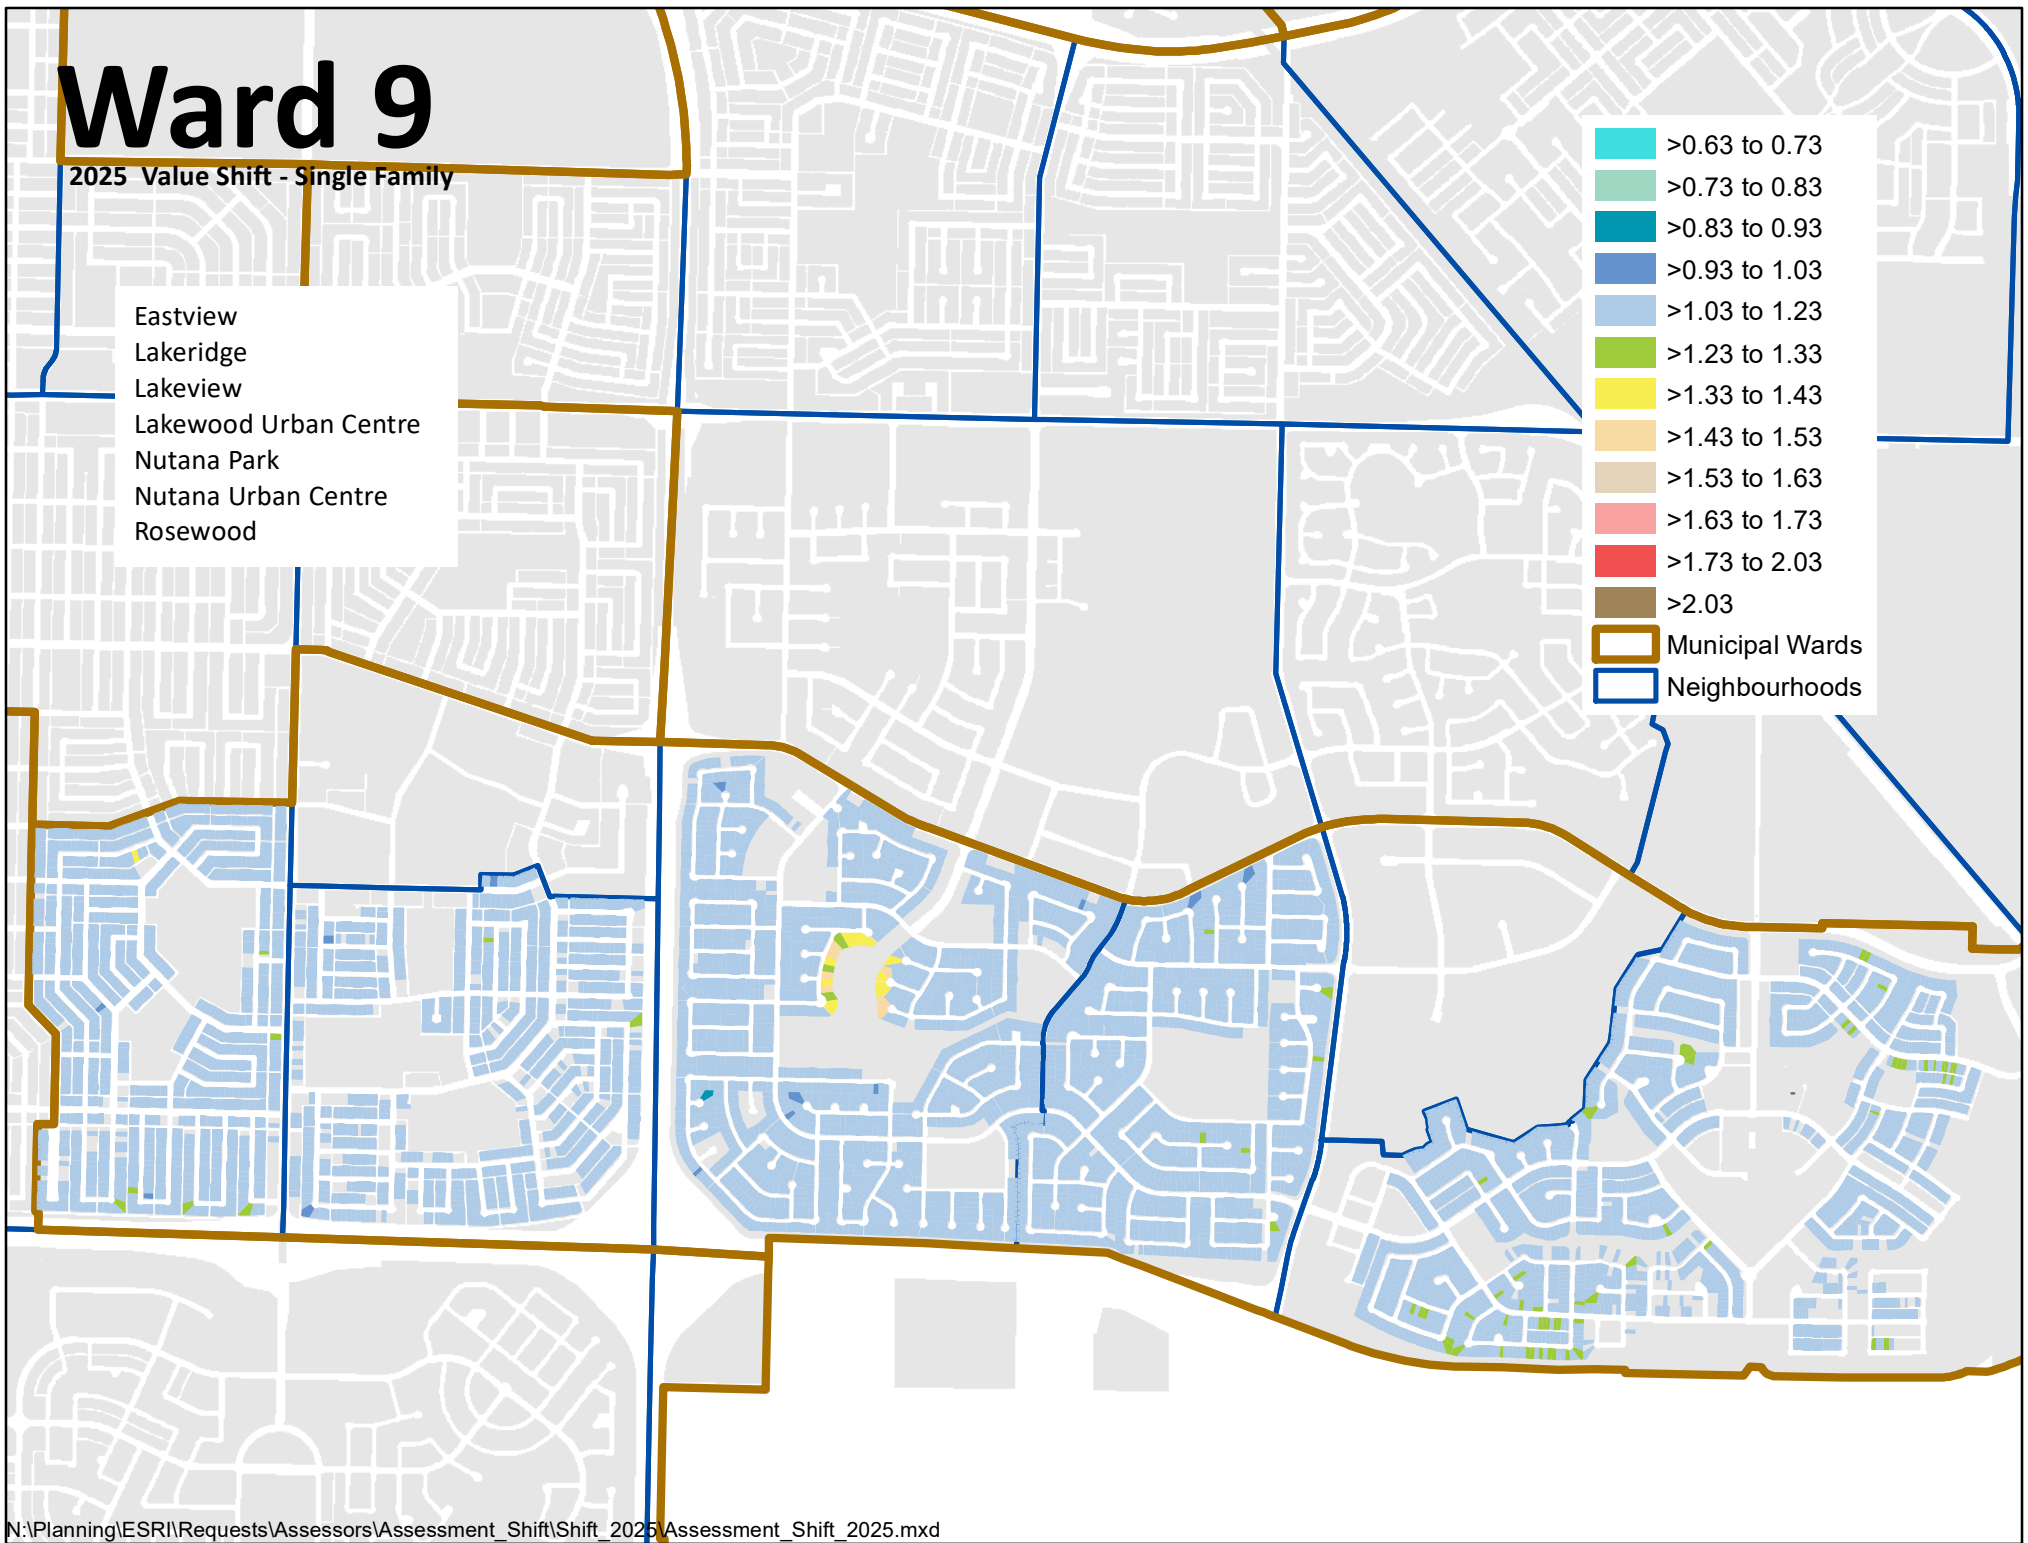 Ward 9
2025 Value Shift - Single Family
Eastview
Lakeridge
Lakeview
Lakewood Urban Centre
Nutana Park
Nutana Urban Centre
Rosewood
>0.63 to 0.73
>0.73 to 0.83
>0.83 to 0.93
>0.93 to 1.03
>1.03 to 1.23
>1.23 to 1.33
>1.33 to 1.43
>1.43 to 1.53
>1.53 to 1.63
>1.63 to 1.73
>1.73 to 2.03
>2.03
Municipal Wards
Neighbourhoods
N:\Planning\ESRI\Requests\Assessors\Assessment_Shift\Shift_2025\Assessment_Shift_2025.mxd